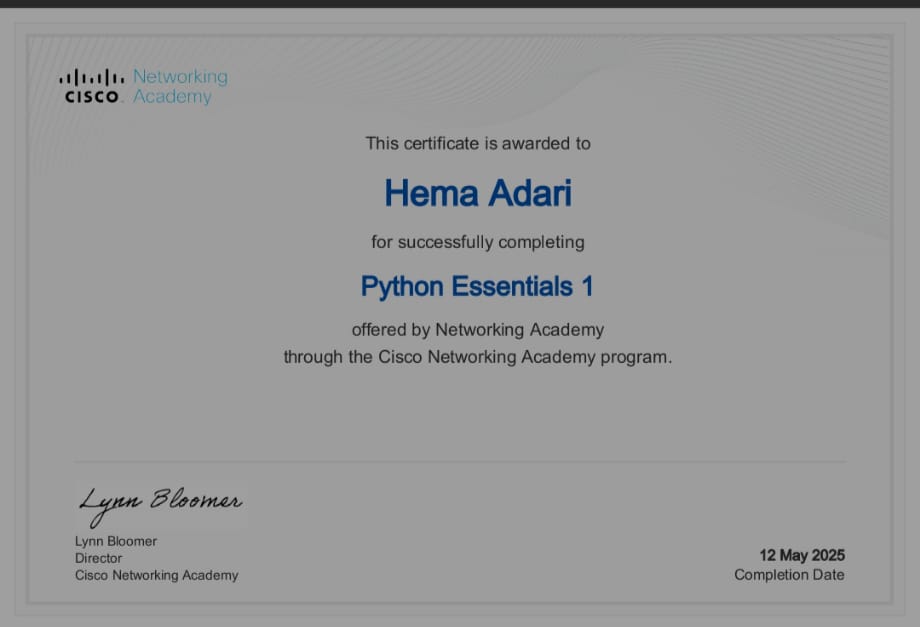 Networking
CISCO Academy
This certificate is awarded to
Hema Adari
for successfully completing
Python Essentials 1
offered by Networking Academy
through the Cisco Networking Academy program.
Lynn Bloomer
Lynn Bloomer
Director
Cisco Networking Academy
12 May 2025
Completion Date